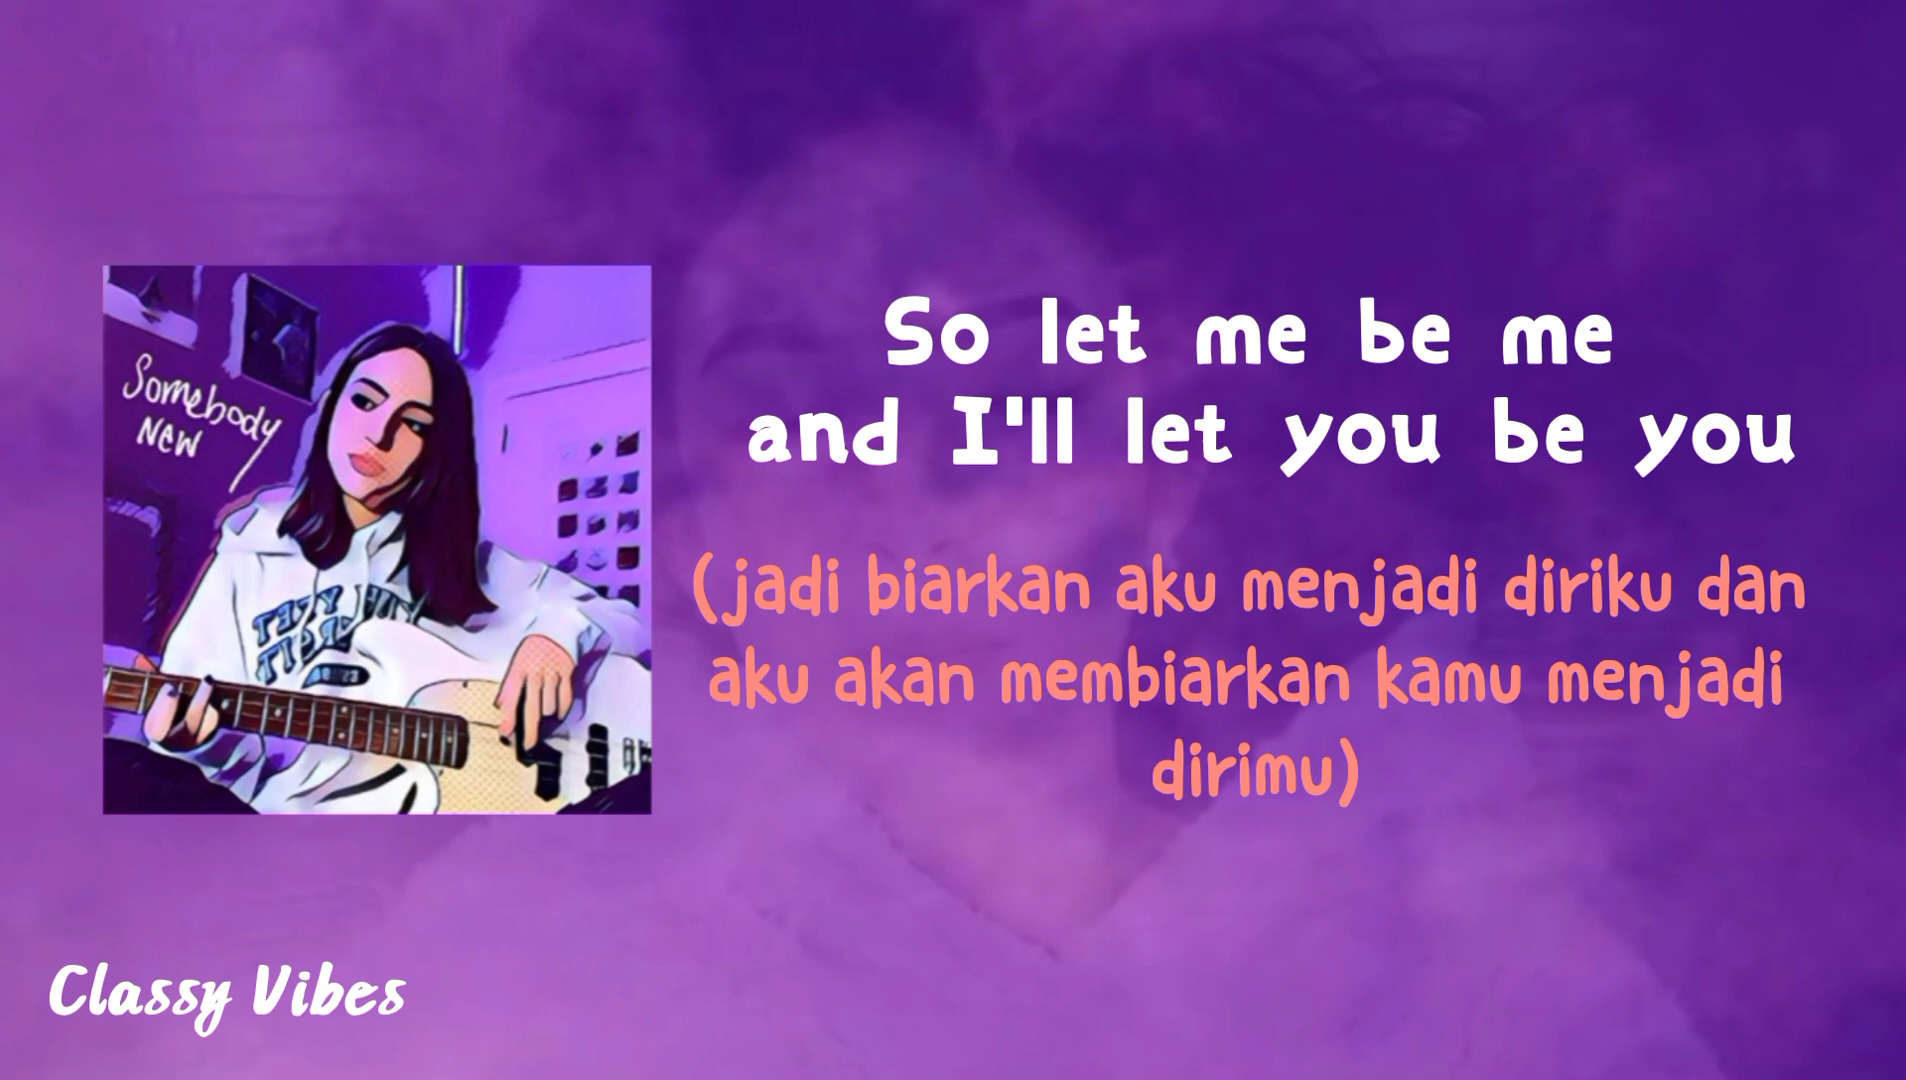 Somebody
New
So let me be me
and I'll let you be you
(jadi biarkan aku menjadi diriku dan
aku akan membiarkan kamu menjadi
dirimu)
Classy Vibes